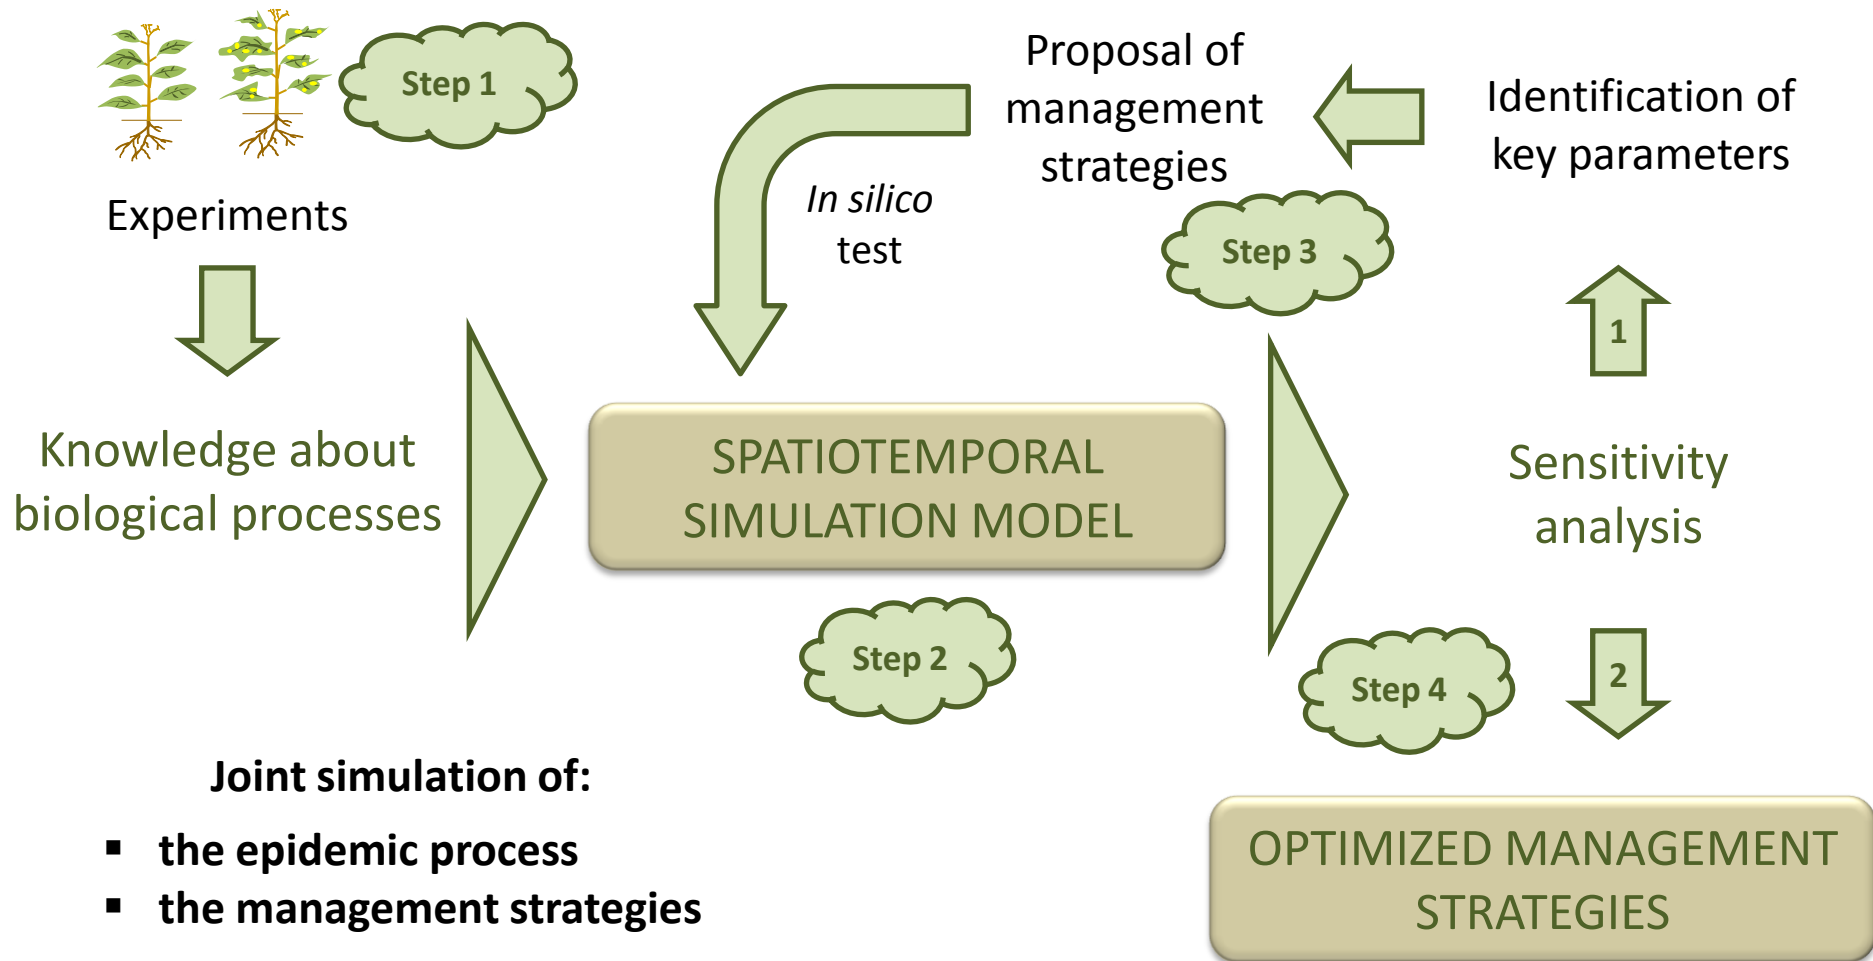 Step 1
Experiments
Knowledge about
biological processes
Proposal of
management
strategies
In silico
test
Identification of
key parameters
Step 3
1
SPATIOTEMPORAL
SIMULATION MODEL
Sensitivity
analysis
Step 2
Step 4
2
Joint simulation of:
▪ the epidemic process
▪ the management strategies
OPTIMIZED MANAGEMENT
STRATEGIES